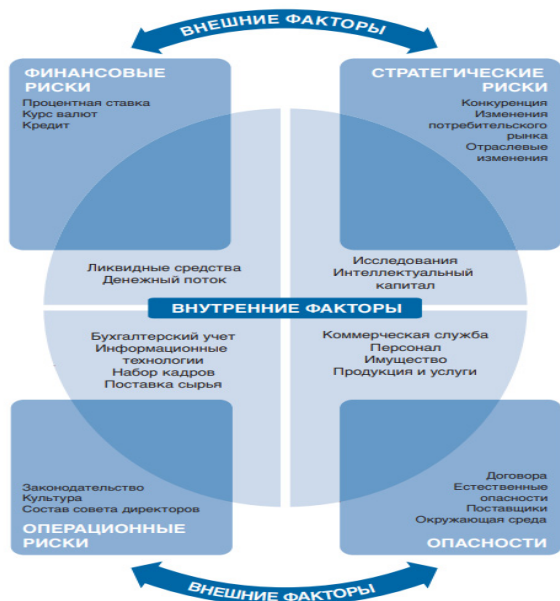 ВНЕШНИЕ ФАКТОРЫ
ФИНАНСОВЫЕ
РИСКИ
Процентная ставка
Курс валют
Кредит
СТРАТЕГИЧЕСКИЕ
РИСКИ
Конкуренция
Изменения
потребительского
рынка
Отраслевые
изменения
Ликвидные средства
Денежный поток
Исследования
Интеллектуальный
капитал
ВНУТРЕННИЕ ФАКТОРЫ
Бухгалтерский учет
Информационные
технологии
Набор кадров
Поставка сырья
Коммерческая служба
Персонал
Имущество
Продукция и услуги
Законодательство
Культура
Состав совета директоров
ОПЕРАЦИОННЫЕ
РИСКИ
Договора
Естественные
опасности
Поставщики
Окружающая среда
ОПАСНОСТИ
ВНЕШНИЕ ФАКТОРЫ